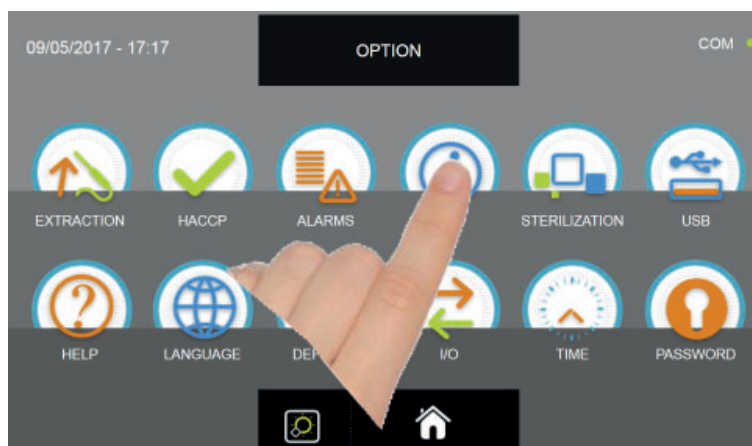 09/05/2017 - 17:17 OPTION COM
EXTRACTION HACCP ALARMS STERILIZATION USB
HELP LANGUAGE I/O TIME PASSWORD